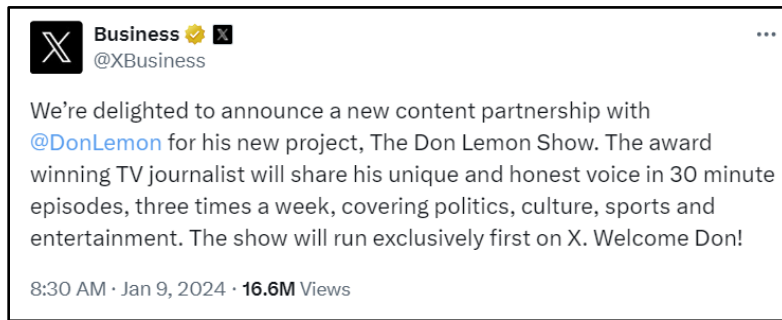 Business
@XBusiness
We’re delighted to announce a new content partnership with
@DonLemon for his new project, The Don Lemon Show. The award
winning TV journalist will share his unique and honest voice in 30 minute
episodes, three times a week, covering politics, culture, sports and
entertainment. The show will run exclusively first on X. Welcome Don!
8:30 AM · Jan 9, 2024 · 16.6M Views